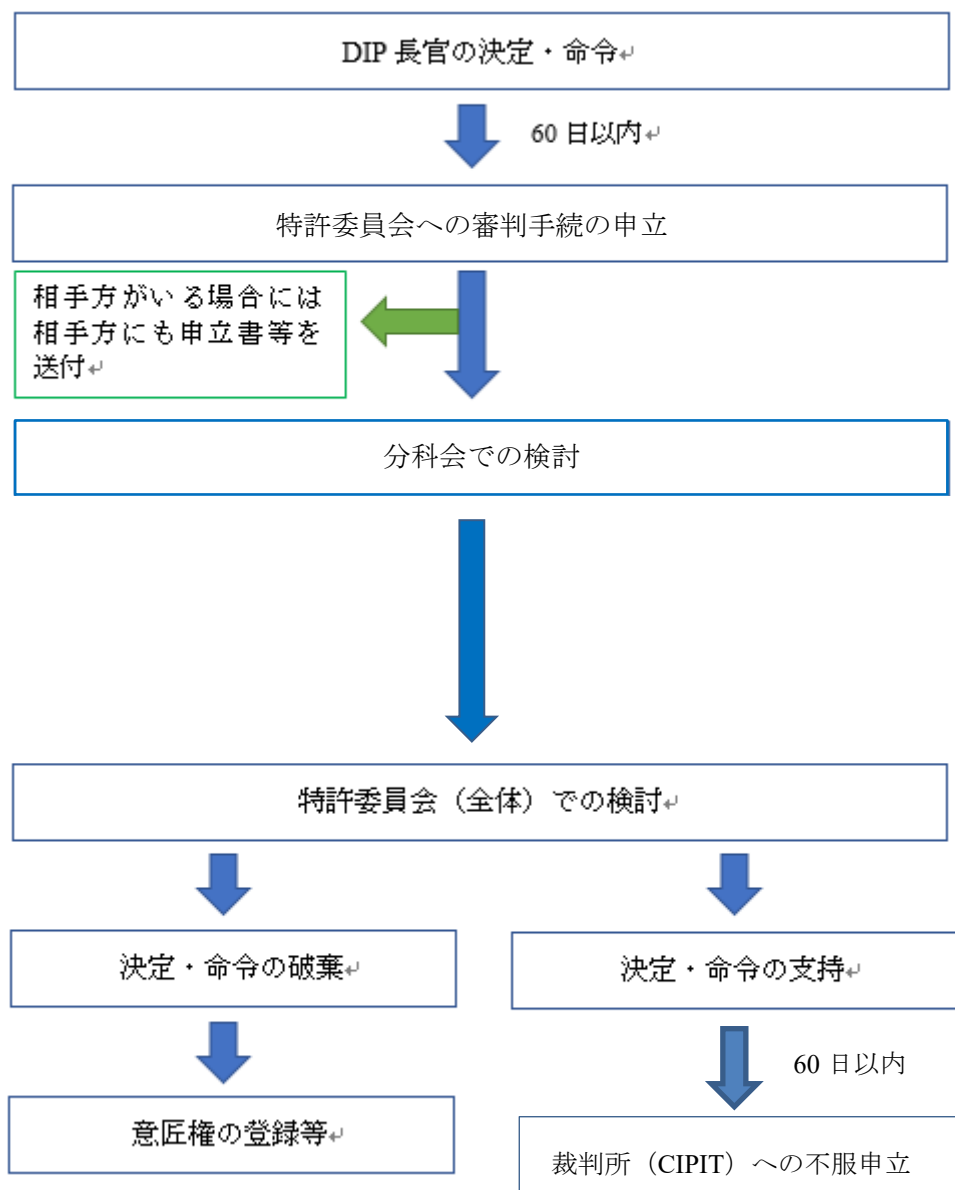 DIP 長官の決定・命令↵
60 日以内↵
特許委員会への審判手続の申立
相手方がいる場合には
相手方にも申立書等を
送付↵
分科会での検討
特許委員会（全体）での検討↵
決定・命令の破棄↵
決定・命令の支持↵
60 日以内
意匠権の登録等↵
裁判所（CIPIT）への不服申立